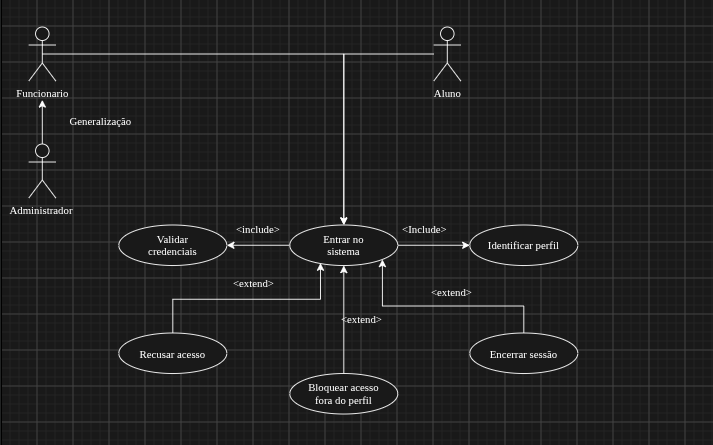 Funcionario
Aluno
Generalização
Administrador
<include>
<Include>
Validar
credenciais
Entrar no
sistema
Identificar perfil
<extend>
<extend>
<extend>
Recusar acesso
Encerrar sessão
Bloquear acesso
fora do perfil